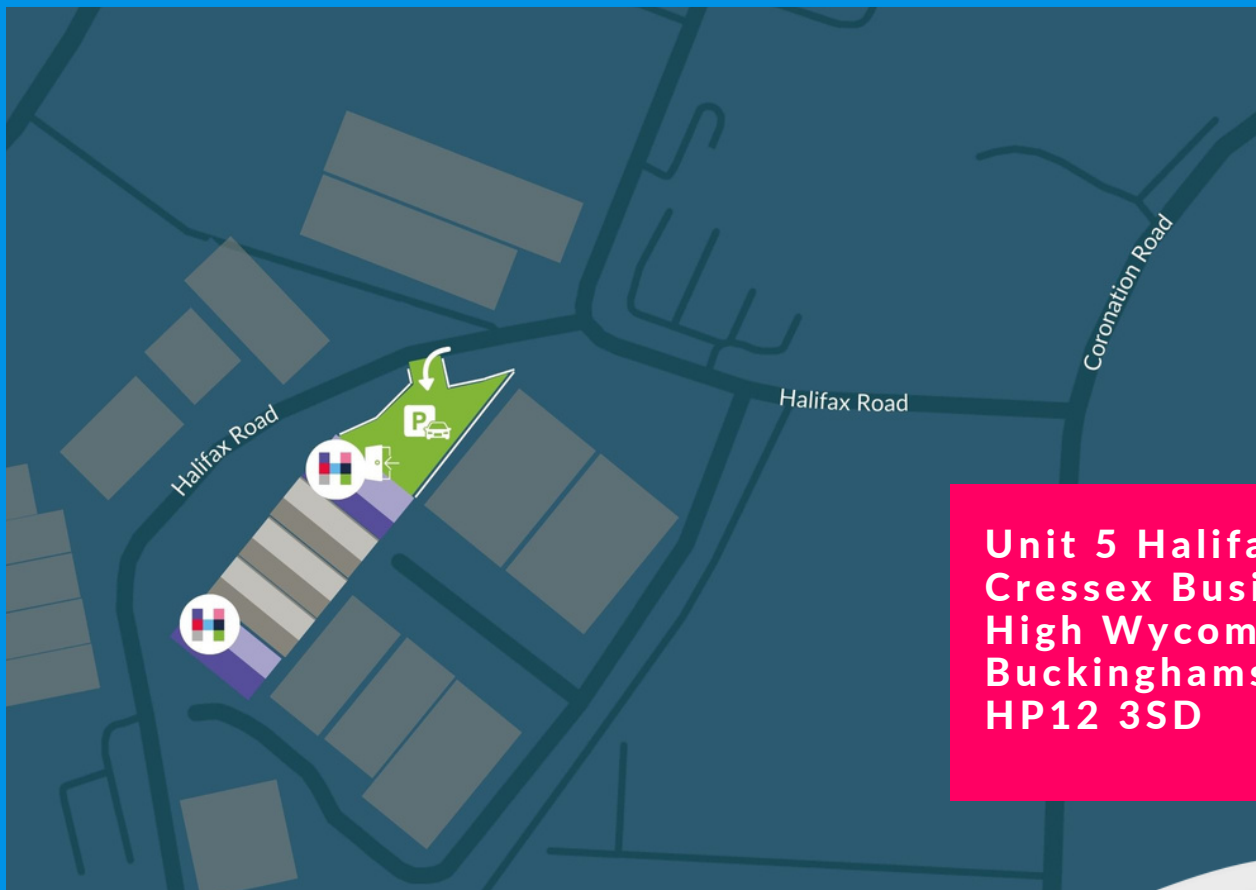 Coronation Road
Halifax Road
Halifax Road
P
Unit 5 Halifa
Cressex Busi
High Wycom
Buckinghams
HP12 3SD